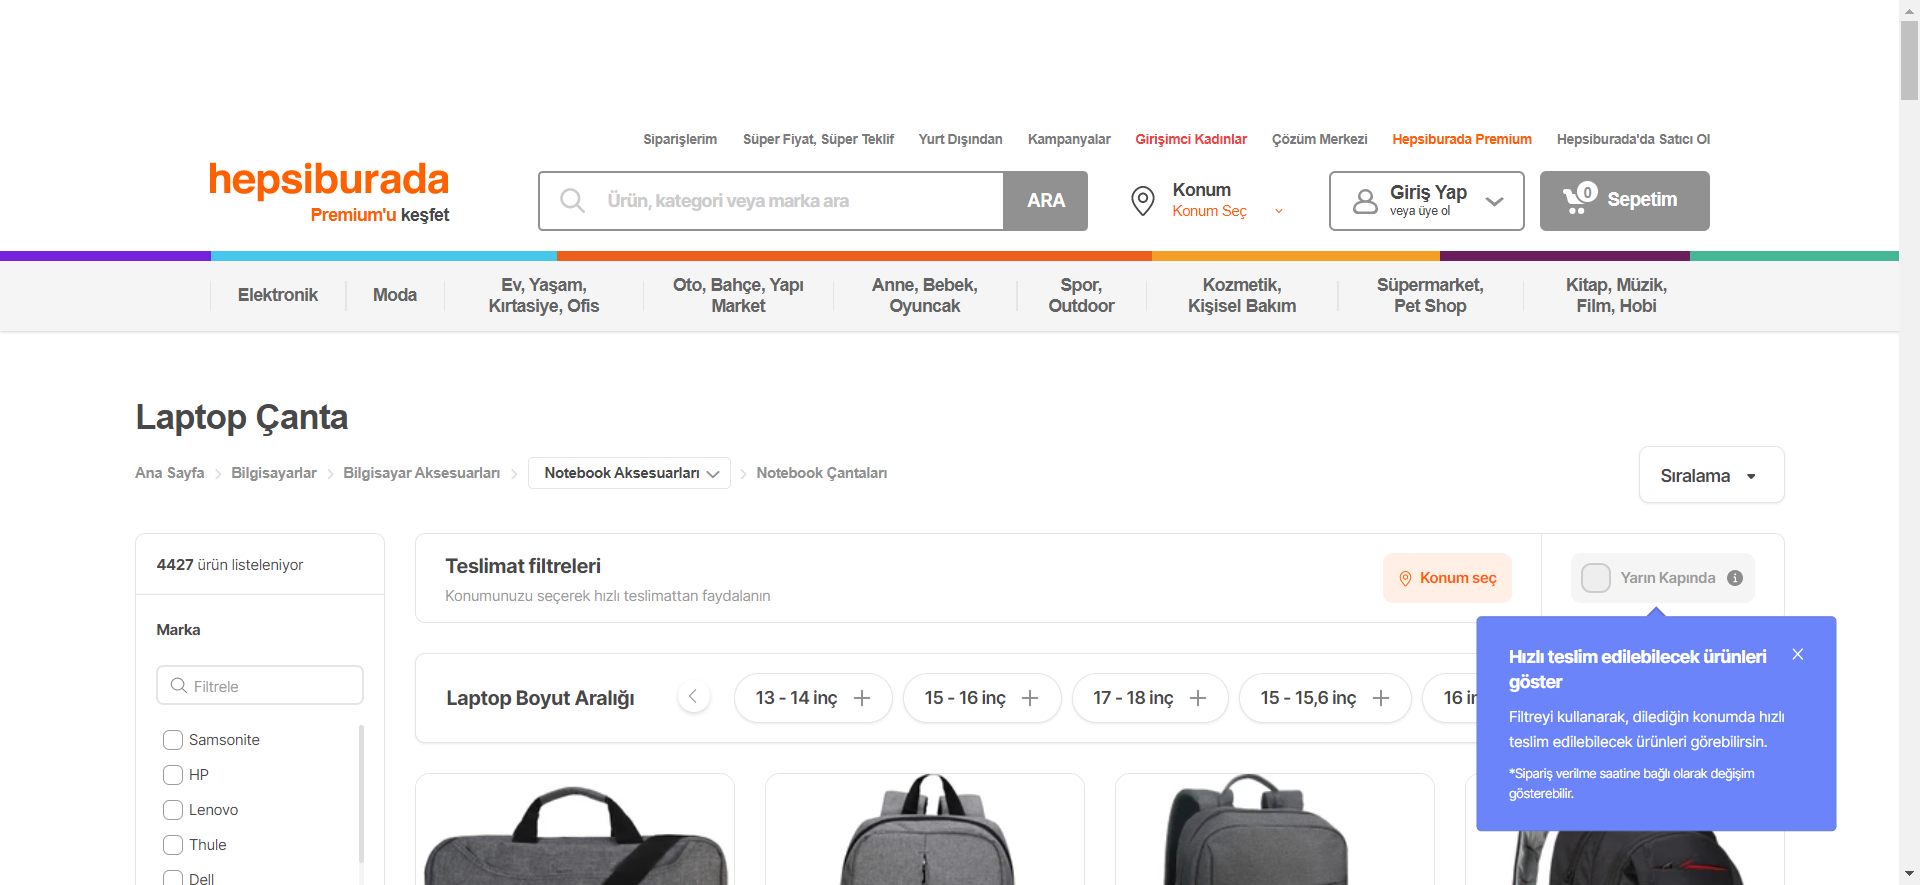 Siparişlerim Süper Fiyat, Süper Teklif Yurt Dışından Kampanyalar Girişimci Kadınlar Çözüm Merkezi Hepsiburada Premium Hepsiburada'da Satıcı Ol
hepsiburada
Premium'u keşfet
Ürün, kategori veya marka ara
ARA
Konum
Konum Seç
Giriş Yap
veya üye ol
0
Sepetim
Elektronik
Moda
Ev, Yaşam,
Kırtasiye, Ofis
Oto, Bahçe, Yapı
Market
Anne, Bebek,
Oyuncak
Spor,
Outdoor
Kozmetik,
Kişisel Bakım
Süpermarket,
Pet Shop
Kitap, Müzik,
Film, Hobi
Laptop Çanta
Ana Sayfa Bilgisayarlar Bilgisayar Aksesuarları Notebook Aksesuarları Notebook Çantaları
Sıralama
4427 ürün listeleniyor
Marka
Filtrele
Samsonite
HP
Lenovo
Thule
Dell
Teslimat filtreleri
Konumunuzu seçerek hızlı teslimattan faydalanın
Konum seç
Yarın Kapında
Laptop Boyut Aralığı
13 - 14 inç
15 - 16 inç
17 - 18 inç
15 - 15,6 inç
16 in
Hızlı teslim edilebilecek ürünleri
göster
Filtreyi kullanarak, dilediğin konumda hızlı
teslim edilebilecek ürünleri görebilirsin.
*Sipariş verilme saatine bağlı olarak değişim
gösterebilir.